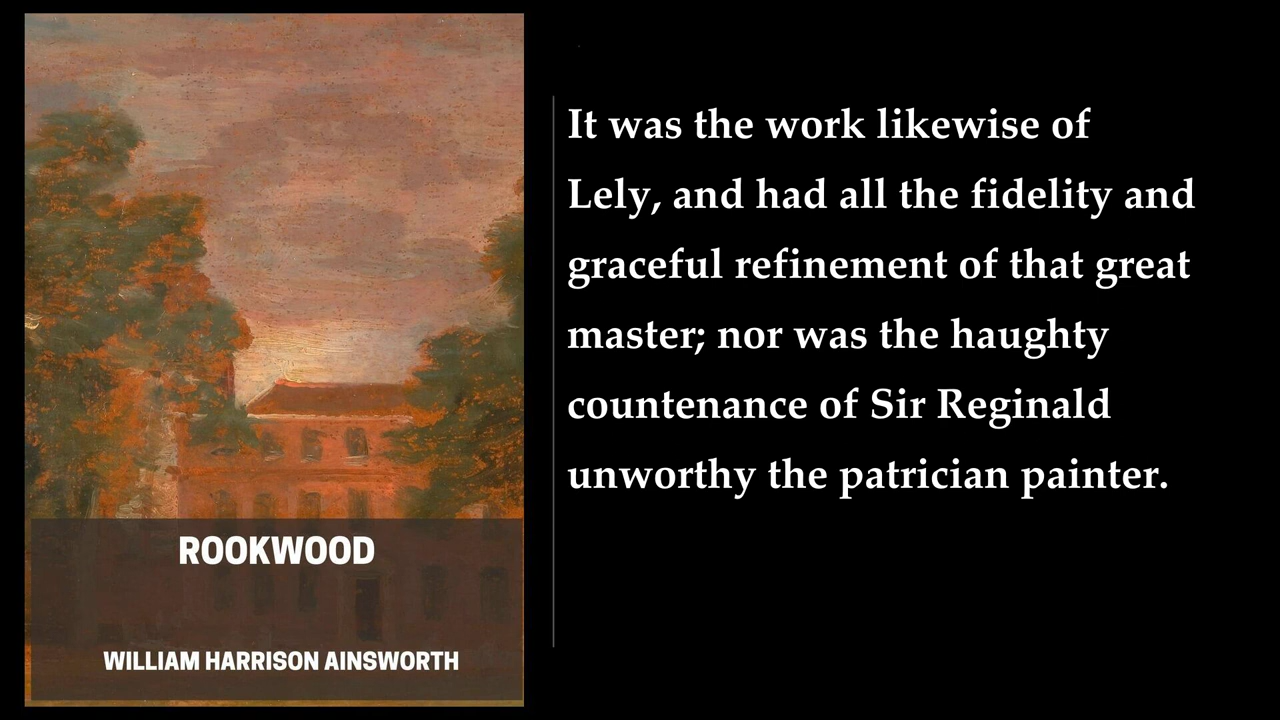 It was the work likewise of
Lely, and had all the fidelity and
graceful refinement of that great
master; nor was the haughty
countenance of Sir Reginald
unworthy the patrician painter.
ROOKWOOD
WILLIAM HARRISON AINSWORTH